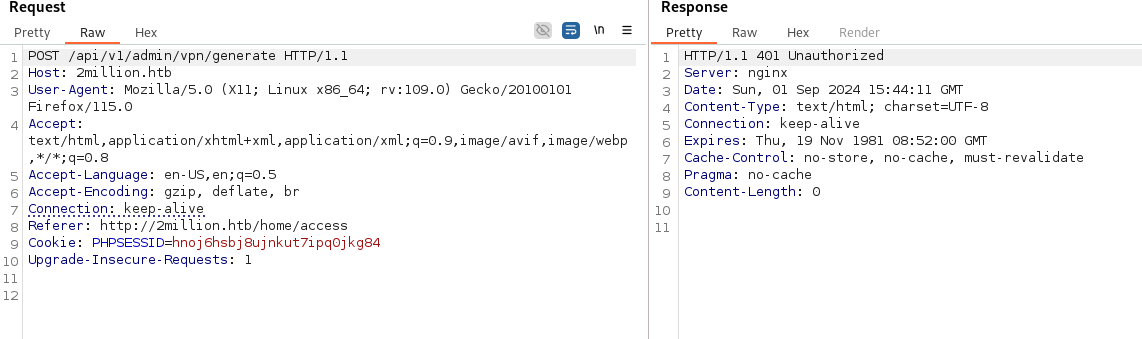 Request
Pretty Raw Hex
\n
1 POST /api/v1/admin/vpn/generate HTTP/1.1
2 Host: 2million.htb
3 User-Agent: Mozilla/5.0 (X11; Linux x86_64; rv:109.0) Gecko/20100101
Firefox/115.0
4 Accept:
text/html,application/xhtml+xml,application/xml;q=0.9,image/avif,image/webp
,*/*;q=0.8
5 Accept-Language: en-US,en;q=0.5
6 Accept-Encoding: gzip, deflate, br
7 Connection: keep-alive
8 Referer: http://2million.htb/home/access
9 Cookie: PHPSESSID=hnoj6hsbj8ujnkut7ipq0jkg84
10 Upgrade-Insecure-Requests: 1
11
12
Response
Pretty Raw Hex Render
1 HTTP/1.1 401 Unauthorized
2 Server: nginx
3 Date: Sun, 01 Sep 2024 15:44:11 GMT
4 Content-Type: text/html; charset=UTF-8
5 Connection: keep-alive
6 Expires: Thu, 19 Nov 1981 08:52:00 GMT
7 Cache-Control: no-store, no-cache, must-revalidate
8 Pragma: no-cache
9 Content-Length: 0
10
11